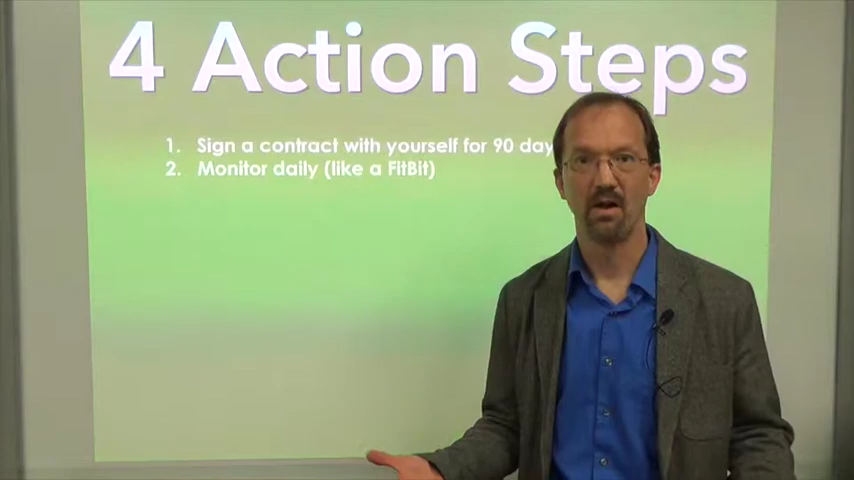 4 Action Steps
1. Sign a contract with yourself for 90 day
2. Monitor daily (like a FitBit)